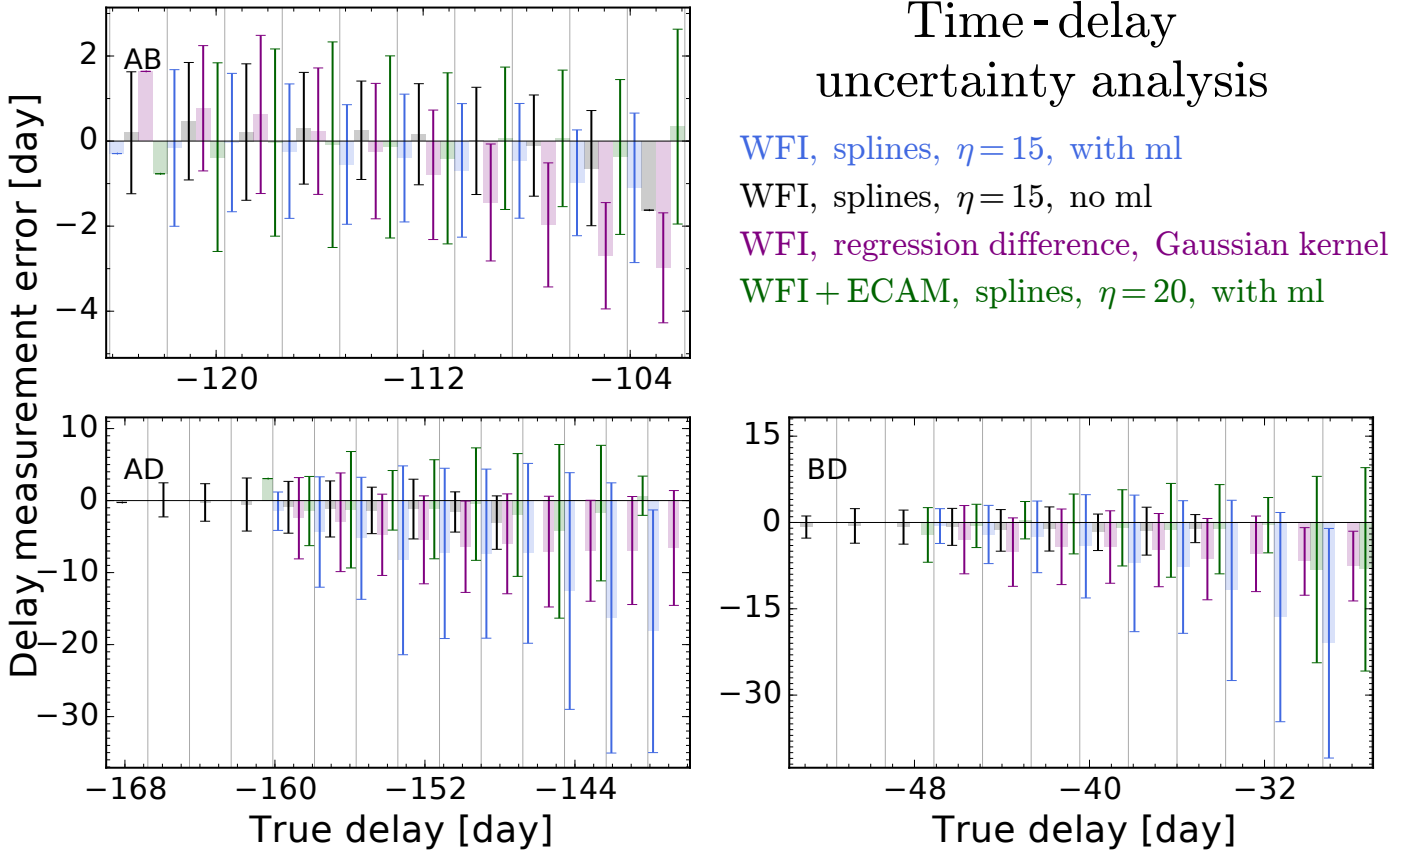 Time-delay
uncertainty analysis
WFI, splines, η=15, with ml
WFI, splines, η=15, no ml
WFI, regression difference, Gaussian kernel
WFI+ECAM, splines, η=20, with ml
Delay measurement error [day]
AB
2
0
−2
−4
−120 −112 −104
AD
10
0
−10
−20
−30
−168 −160 −152 −144
True delay [day]
BD
15
0
−15
−30
−48 −40 −32
True delay [day]